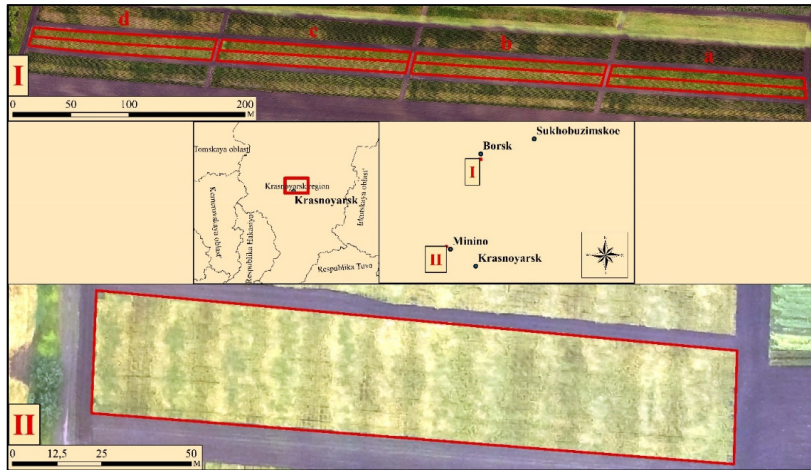 d
c
b
a
I
0 50 100 200
M
Tomskaya oblast
Krasnoyarsk region
Krasnoyarsk
Kemerovskaya oblast
Respublika Hakasiya
Irkutskaya oblast
Respublika Tuva
Sukhobuzimskoe
Borsk
I
Minino
II
Krasnoyarsk
II
0 12,5 25 50
M